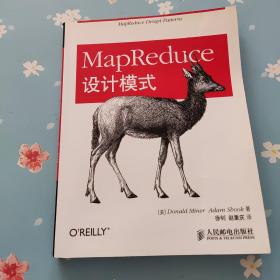 MapReduce Design Patterns
MapReduce
设计模式
O'REILLY®
[美] Donald Miner Adam Shook 著
徐钊 赵重庆 译
人民邮电出版社
POSTS & TELECOM PRESS